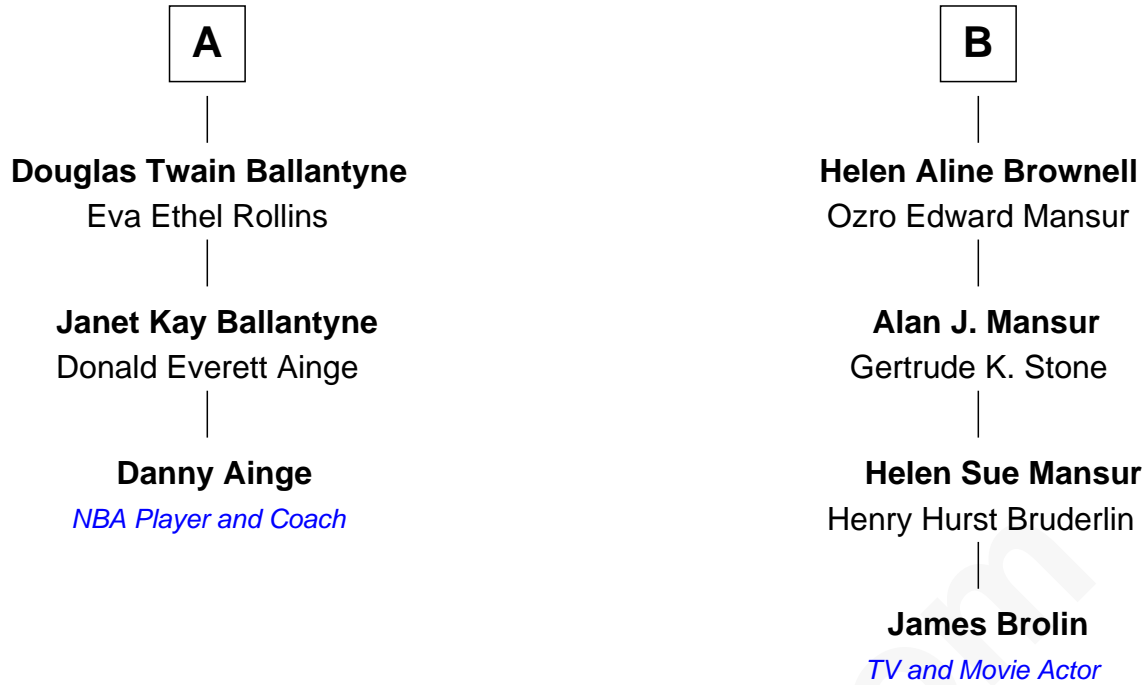 A
Douglas Twain Ballantyne
Eva Ethel Rollins
Janet Kay Ballantyne
Donald Everett Ainge
Danny Ainge
NBA Player and Coach
B
Helen Aline Brownell
Ozro Edward Mansur
Alan J. Mansur
Gertrude K. Stone
Helen Sue Mansur
Henry Hurst Bruderlin
James Brolin
TV and Movie Actor